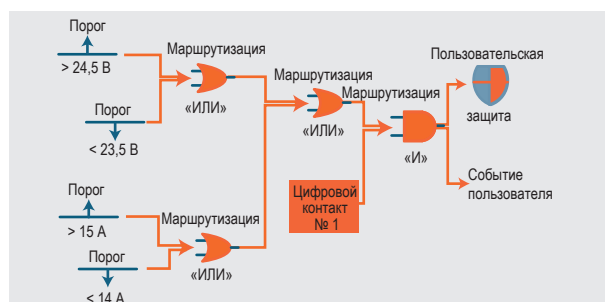 Порог
> 24,5 В
Порог
< 23,5 В
Маршрутизация
«ИЛИ»
Порог
> 15 А
Порог
< 14 А
Маршрутизация
«ИЛИ»
Маршрутизация
«ИЛИ»
Маршрутизация
«И»
Цифровой
контакт
№ 1
Пользовательская
защита
Событие
пользователя